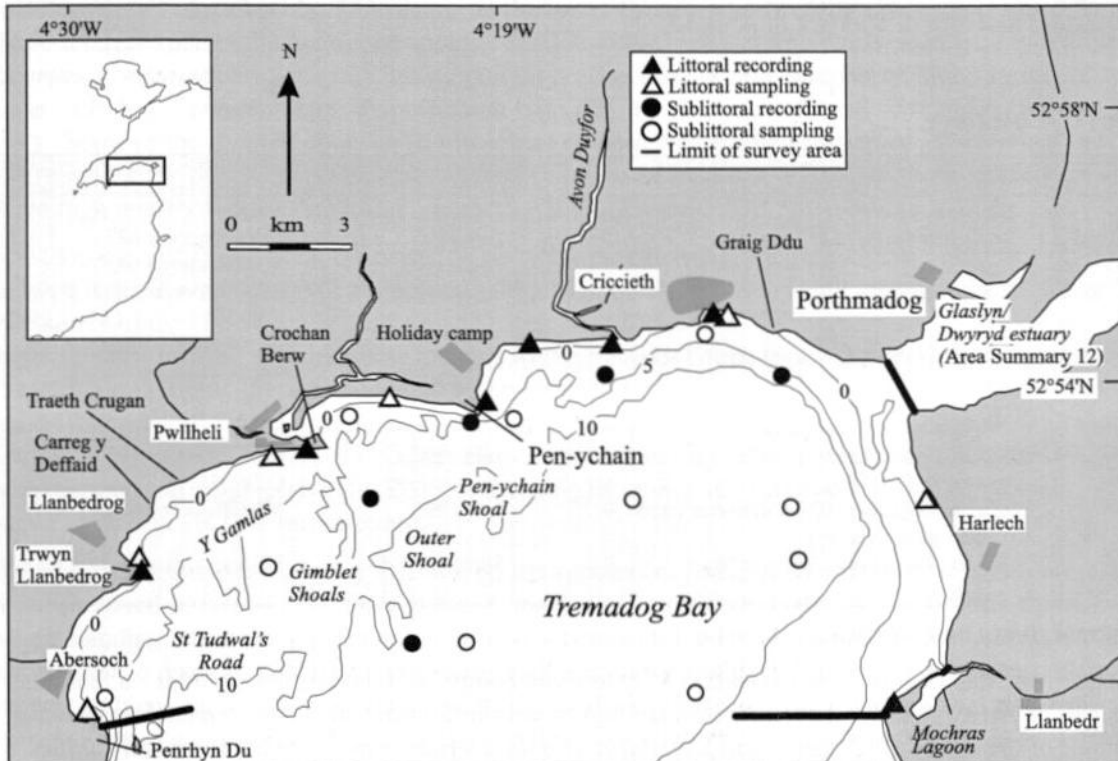 4°30'W
4°19'W
N
▲ Littoral recording
△ Littoral sampling
● Sublittoral recording
○ Sublittoral sampling
— Limit of survey area
52°58'N
0 km 3
Avon Duyfor
Graig Ddu
Criccieth
Porthmadog
Glaslyn/
Dwyryd estuary
(Area Summary 12)
Crochan
Berw
Holiday camp
0
5
0
52°54'N
Traeth Crugan
0
10
Pwllheli
Carreg y
Deffaid
Pen-ychain
Llanbedrog
0
Pen-ychain
Shoal
Harlech
Y Gamlas
Outer
Shoal
Trwyn
Llanbedrog
Gimblet
Shoals
Tremadog Bay
0
St Tudwal's
Road
Abersoch
10
Llanbedr
Mochras
Lagoon
Penrhyn Du